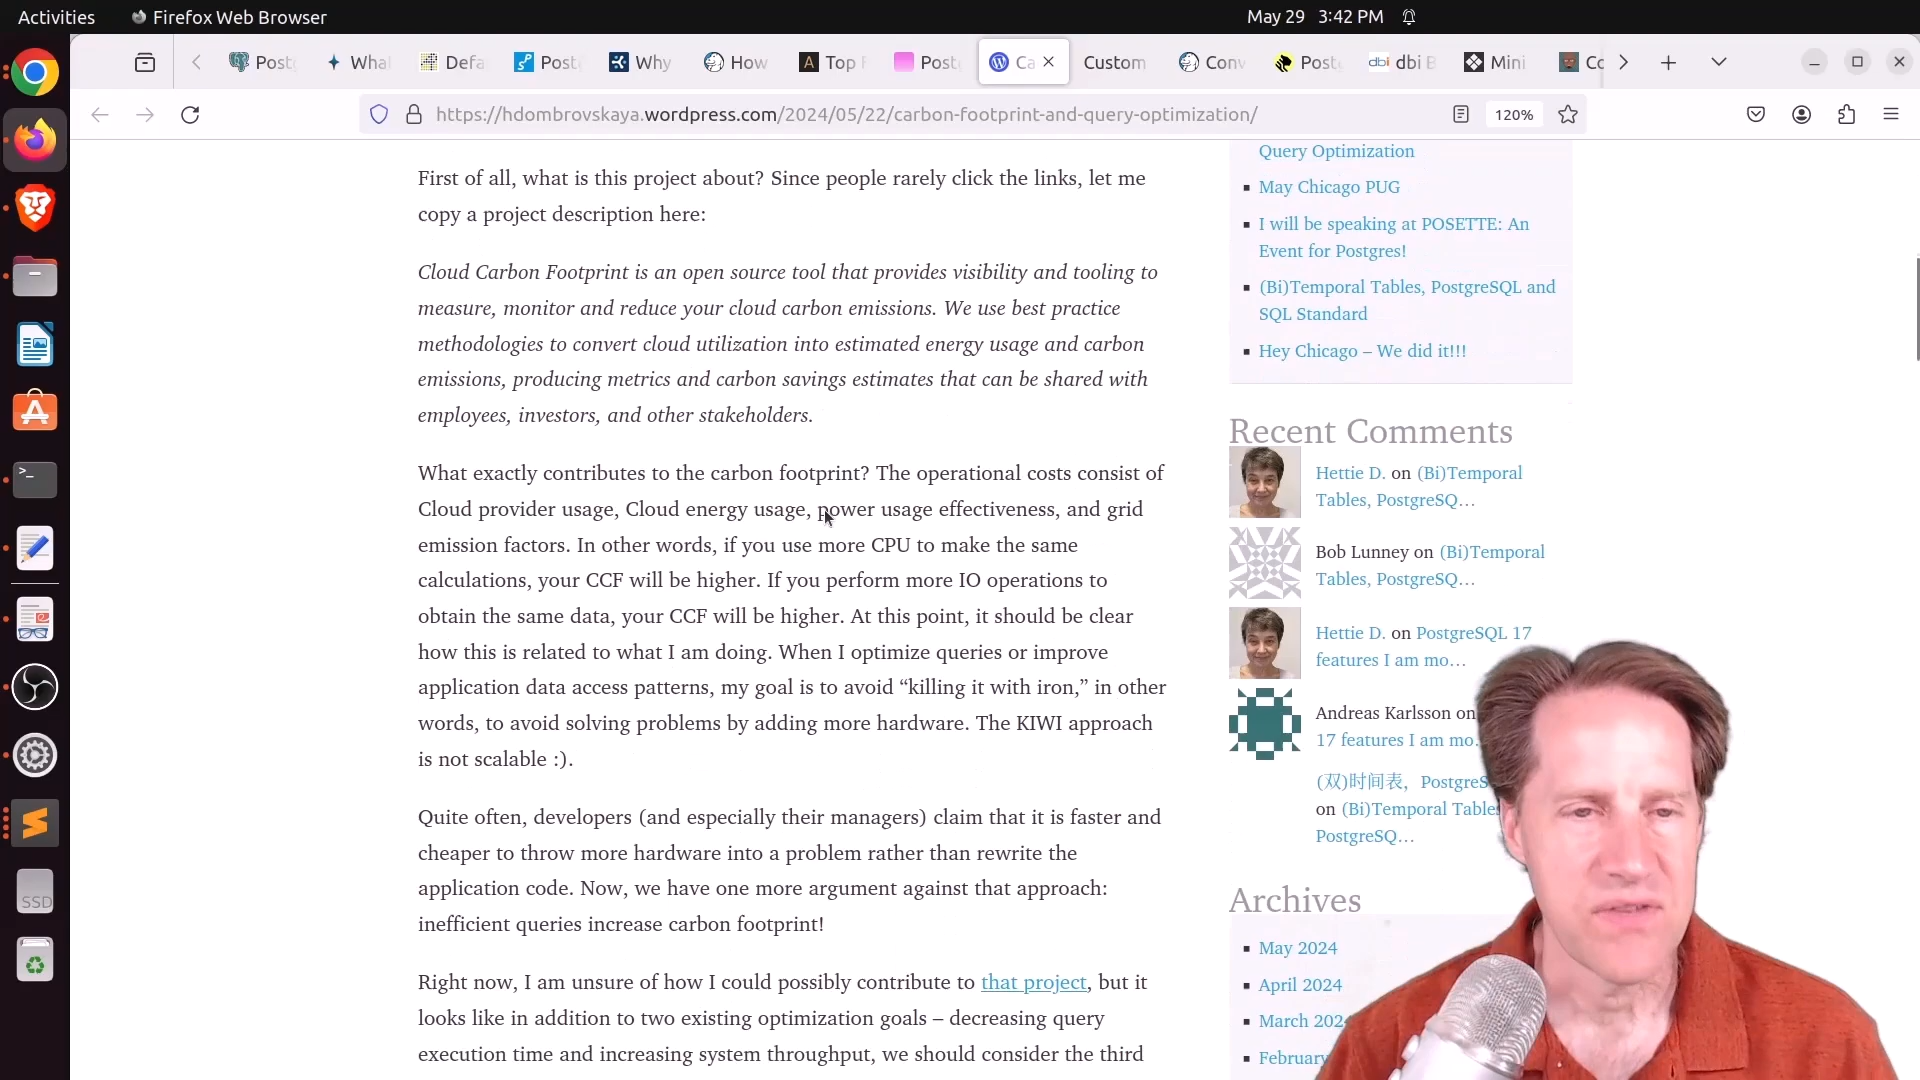 Activities
Firefox Web Browser
May 29 3:42 PM
Post
Wha
Defa
Post
Why
How
Top
Post
Ca
Custom
Conv
Post
dbi
dbi B
Mini
Co
https://hdombrovskaya.wordpress.com/2024/05/22/carbon-footprint-and-query-optimization/
120%
First of all, what is this project about? Since people rarely click the links, let me
copy a project description here:
Cloud Carbon Footprint is an open source tool that provides visibility and tooling to
measure, monitor and reduce your cloud carbon emissions. We use best practice
methodologies to convert cloud utilization into estimated energy usage and carbon
emissions, producing metrics and carbon savings estimates that can be shared with
employees, investors, and other stakeholders.
What exactly contributes to the carbon footprint? The operational costs consist of
Cloud provider usage, Cloud energy usage, power usage effectiveness, and grid
emission factors. In other words, if you use more CPU to make the same
calculations, your CCF will be higher. If you perform more IO operations to
obtain the same data, your CCF will be higher. At this point, it should be clear
how this is related to what I am doing. When I optimize queries or improve
application data access patterns, my goal is to avoid “killing it with iron,” in other
words, to avoid solving problems by adding more hardware. The KIWI approach
is not scalable :).
Quite often, developers (and especially their managers) claim that it is faster and
cheaper to throw more hardware into a problem rather than rewrite the
application code. Now, we have one more argument against that approach:
inefficient queries increase carbon footprint!
Right now, I am unsure of how I could possibly contribute to that project, but it
looks like in addition to two existing optimization goals – decreasing query
execution time and increasing system throughput, we should consider the third
Query Optimization
May Chicago PUG
I will be speaking at POSETTE: An
Event for Postgres!
(Bi)Temporal Tables, PostgreSQL and
SQL Standard
Hey Chicago – We did it!!!
Recent Comments
Hettie D. on (Bi)Temporal
Tables, PostgreSQ…
Bob Lunney on (Bi)Temporal
Tables, PostgreSQ…
Hettie D. on PostgreSQL 17
features I am mo…
Andreas Karlsson on
17 features I am mo
(双)时间表，PostgreS
on (Bi)Temporal Tables
PostgreSQ…
Archives
May 2024
April 2024
March 202
February
SSD